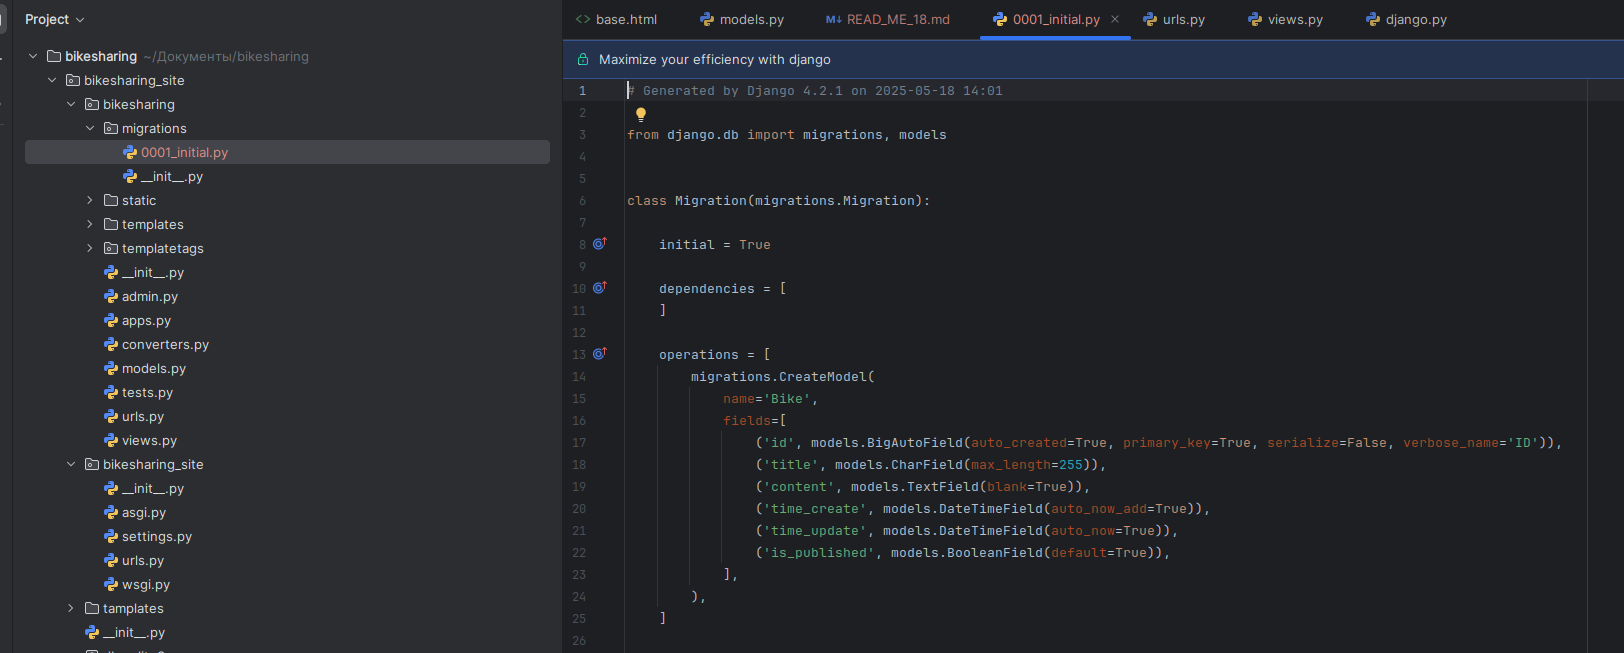 Project
base.html
models.py
READ_ME_18.md
0001_initial.py
urls.py
views.py
django.py
Maximize your efficiency with django
bikesharing ~/Документы/bikesharing
bikesharing_site
bikesharing
migrations
0001_initial.py
__init__.py
static
templates
templatetags
__init__.py
admin.py
apps.py
converters.py
models.py
tests.py
urls.py
views.py
bikesharing_site
__init__.py
asgi.py
settings.py
urls.py
wsgi.py
tamplates
__init__.py
1 # Generated by Django 4.2.1 on 2025-05-18 14:01
2
3 from django.db import migrations, models
4
5
6 class Migration(migrations.Migration):
7
8 initial = True
9
10 dependencies = [
11 ]
12
13 operations = [
14 migrations.CreateModel(
15 name='Bike',
16 fields=[
17 ('id', models.BigAutoField(auto_created=True, primary_key=True, serialize=False, verbose_name='ID')),
18 ('title', models.CharField(max_length=255)),
19 ('content', models.TextField(blank=True)),
20 ('time_create', models.DateTimeField(auto_now_add=True)),
21 ('time_update', models.DateTimeField(auto_now=True)),
22 ('is_published', models.BooleanField(default=True)),
23 ],
24 ),
25 ]
26